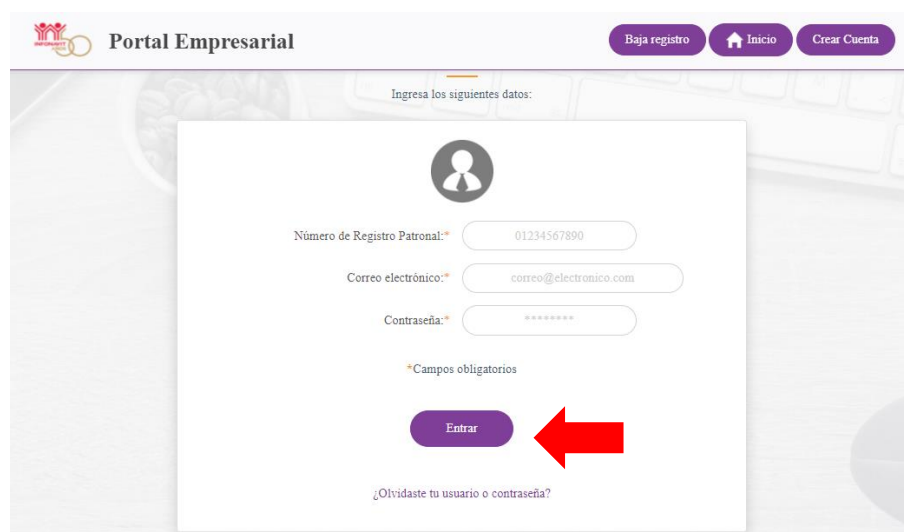 INFONAVIT
Portal Empresarial
Baja registro
Inicio
Crear Cuenta
Ingresa los siguientes datos:
Número de Registro Patronal:* 01234567890
Correo electrónico:* correo@electronico.com
Contraseña:* ********
*Campos obligatorios
Entrar
¿Olvidaste tu usuario o contraseña?